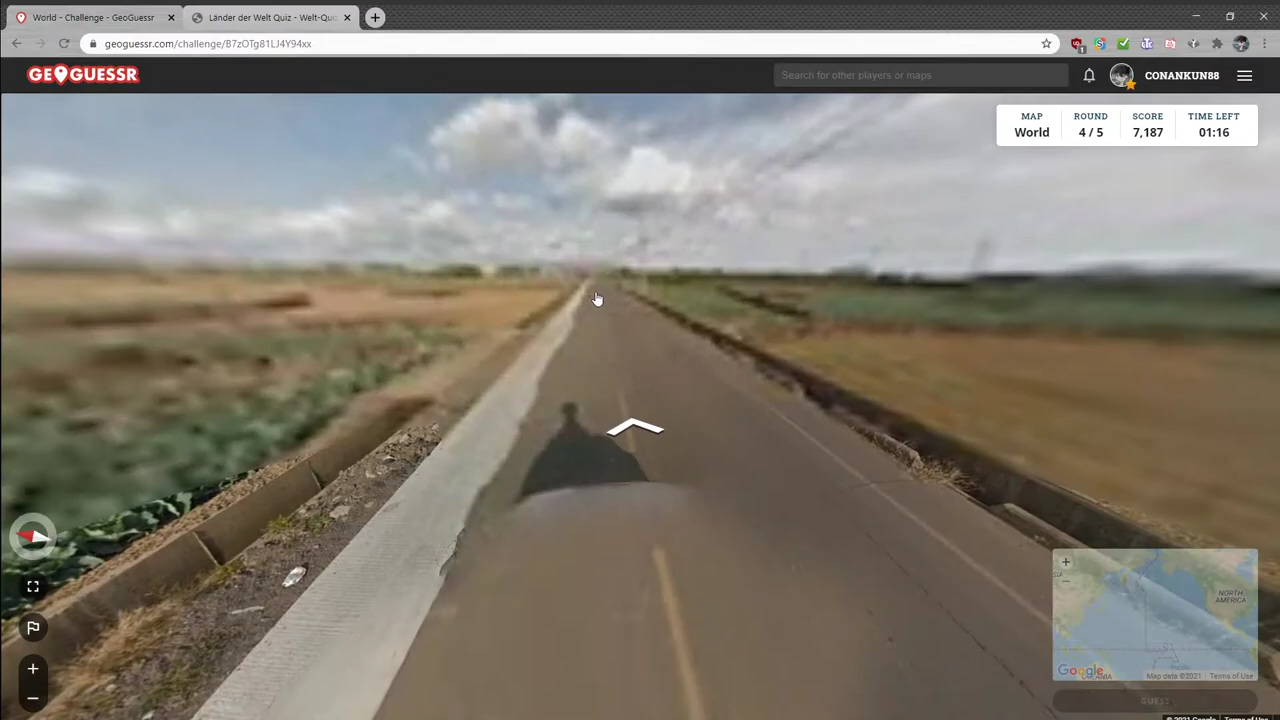 World - Challenge - GeoGuessr
Länder der Welt Quiz - Welt-Qu
geoguessr.com/challenge/B7zOTg81LJ4Y94xx
GEOGUESSR
Search for other players or maps
CONANKUN88
MAP ROUND SCORE TIME LEFT
World 4 / 5 7,187 01:16
NORTH
AMERICA
Google
Map data ©2021 Terms of Use
GUESS